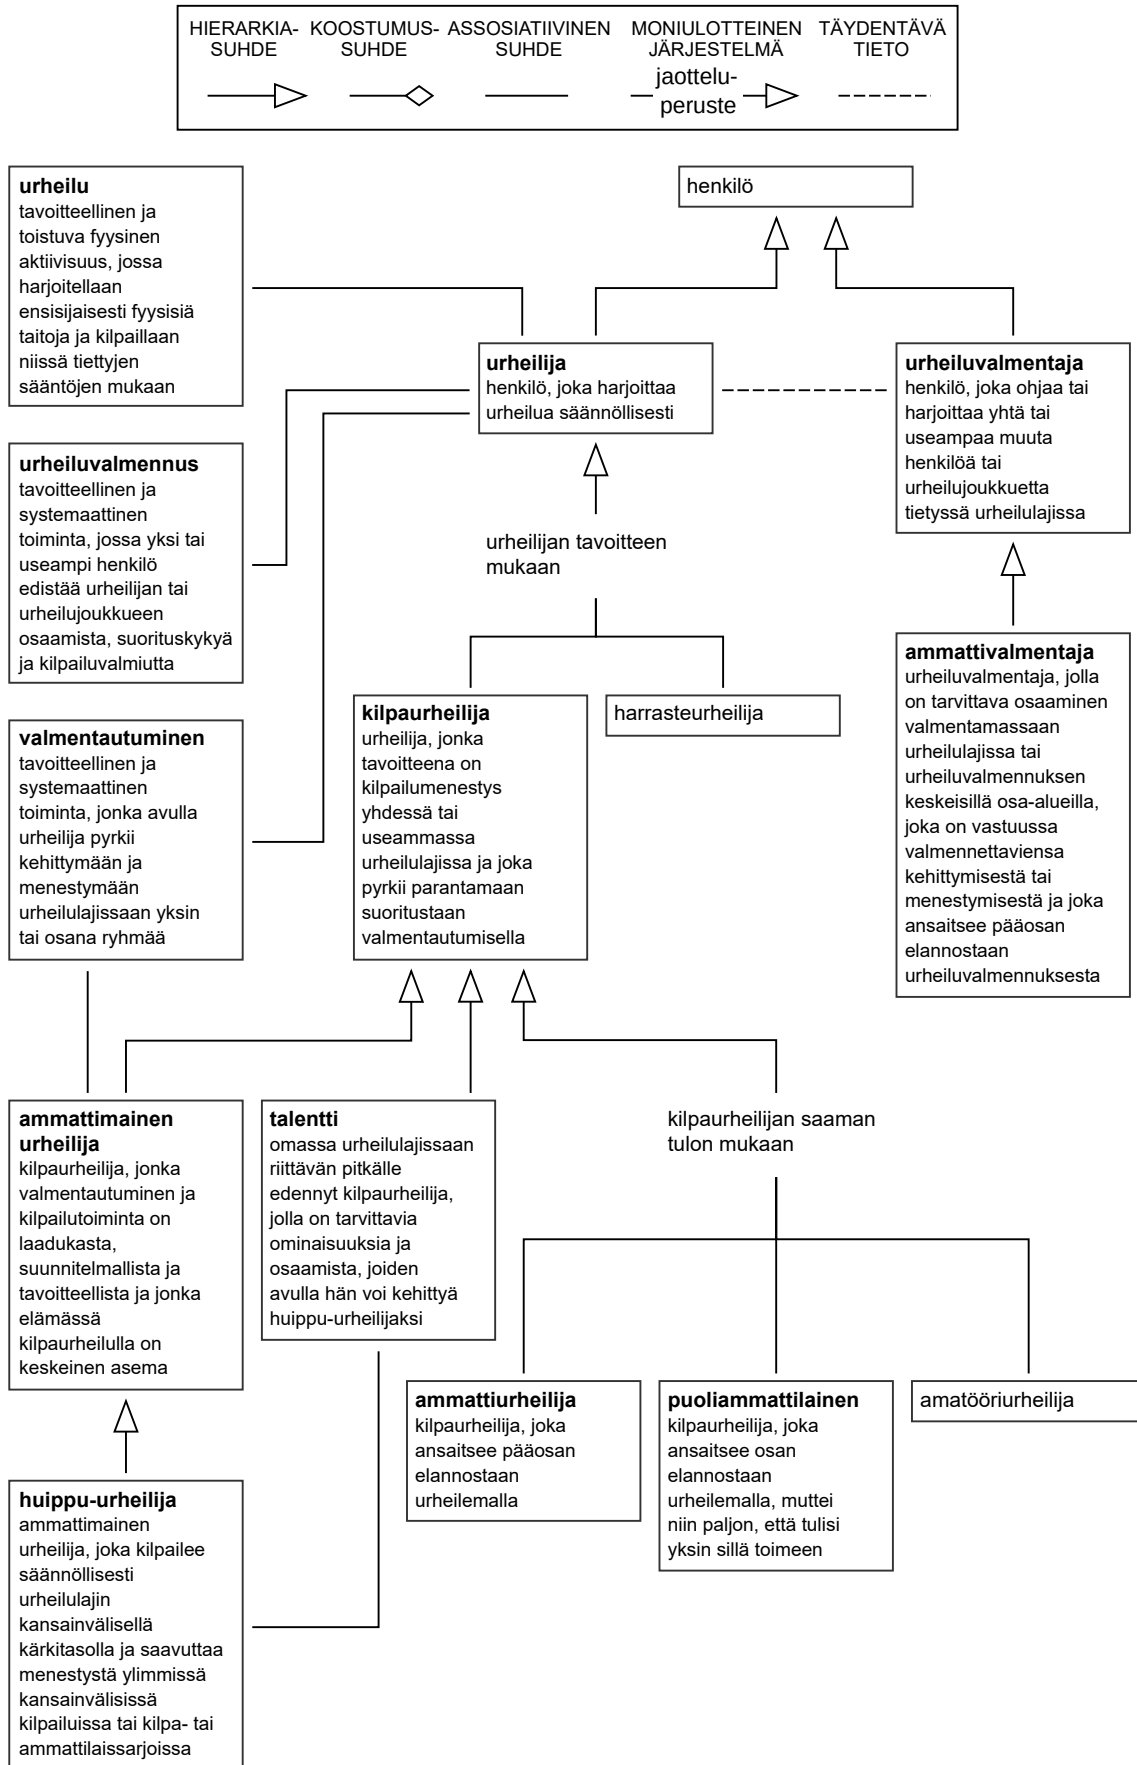 HIERARKIA-
SUHDE
KOOSTUMUS-
SUHDE
ASSOSIATIIVINEN
SUHDE
MONIULOTTEINEN
JÄRJESTELMÄ
TÄYDENTÄVÄ
TIETO
jaottelu-
peruste
urheilu
tavoitteellinen ja
toistuva fyysinen
aktiivisuus, jossa
harjoitellaan
ensisijaisesti fyysisiä
taitoja ja kilpaillaan
niissä tiettyjen
sääntöjen mukaan
henkilö
urheilija
henkilö, joka harjoittaa
urheilua säännöllisesti
urheiluvalmentaja
henkilö, joka ohjaa tai
harjoittaa yhtä tai
useampaa muuta
henkilöä tai
urheilujoukkuetta
tietyssä urheilulajissa
urheiluvalmennus
tavoitteellinen ja
systemaattinen
toiminta, jossa yksi tai
useampi henkilö
edistää urheilijan tai
urheilujoukkueen
osaamista, suorituskykyä
ja kilpailuvalmiutta
urheilijan tavoitteen
mukaan
ammattivalmentaja
urheiluvalmentaja, jolla
on tarvittava osaaminen
valmentamassaan
urheilulajissa tai
urheiluvalmennuksen
keskeisillä osa-alueilla,
joka on vastuussa
valmennettaviensa
kehittymisestä tai
menestymisestä ja joka
ansaitsee pääosan
elannostaan
urheiluvalmennuksesta
valmentautuminen
tavoitteellinen ja
systemaattinen
toiminta, jonka avulla
urheilija pyrkii
kehittymään ja
menestymään
urheilulajissaan yksin
tai osana ryhmää
kilpaurheilija
urheilija, jonka
tavoitteena on
kilpailumenestys
yhdessä tai
useammassa
urheilulajissa ja joka
pyrkii parantamaan
suoritustaan
valmentautumisella
harrasteurheilija
ammattimainen
urheilija
kilpaurheilija, jonka
valmentautuminen ja
kilpailutoiminta on
laadukasta,
suunnitelmallista ja
tavoitteellista ja jonka
elämässä
kilpaurheilulla on
keskeinen asema
talentti
omassa urheilulajissaan
riittävän pitkälle
edennyt kilpaurheilija,
jolla on tarvittavia
ominaisuuksia ja
osaamista, joiden
avulla hän voi kehittyä
huippu-urheilijaksi
kilpaurheilijan saaman
tulon mukaan
ammattiurheilija
kilpaurheilija, joka
ansaitsee pääosan
elannostaan
urheilemalla
puoliammattilainen
kilpaurheilija, joka
ansaitsee osan
elannostaan
urheilemalla, muttei
niin paljon, että tulisi
yksin sillä toimeen
amatööriurheilija
huippu-urheilija
ammattimainen
urheilija, joka kilpailee
säännöllisesti
urheilulajin
kansainvälisellä
kärkitasolla ja saavuttaa
menestystä ylimmissä
kansainvälisissä
kilpailuissa tai kilpa- tai
ammattilaissarjoissa